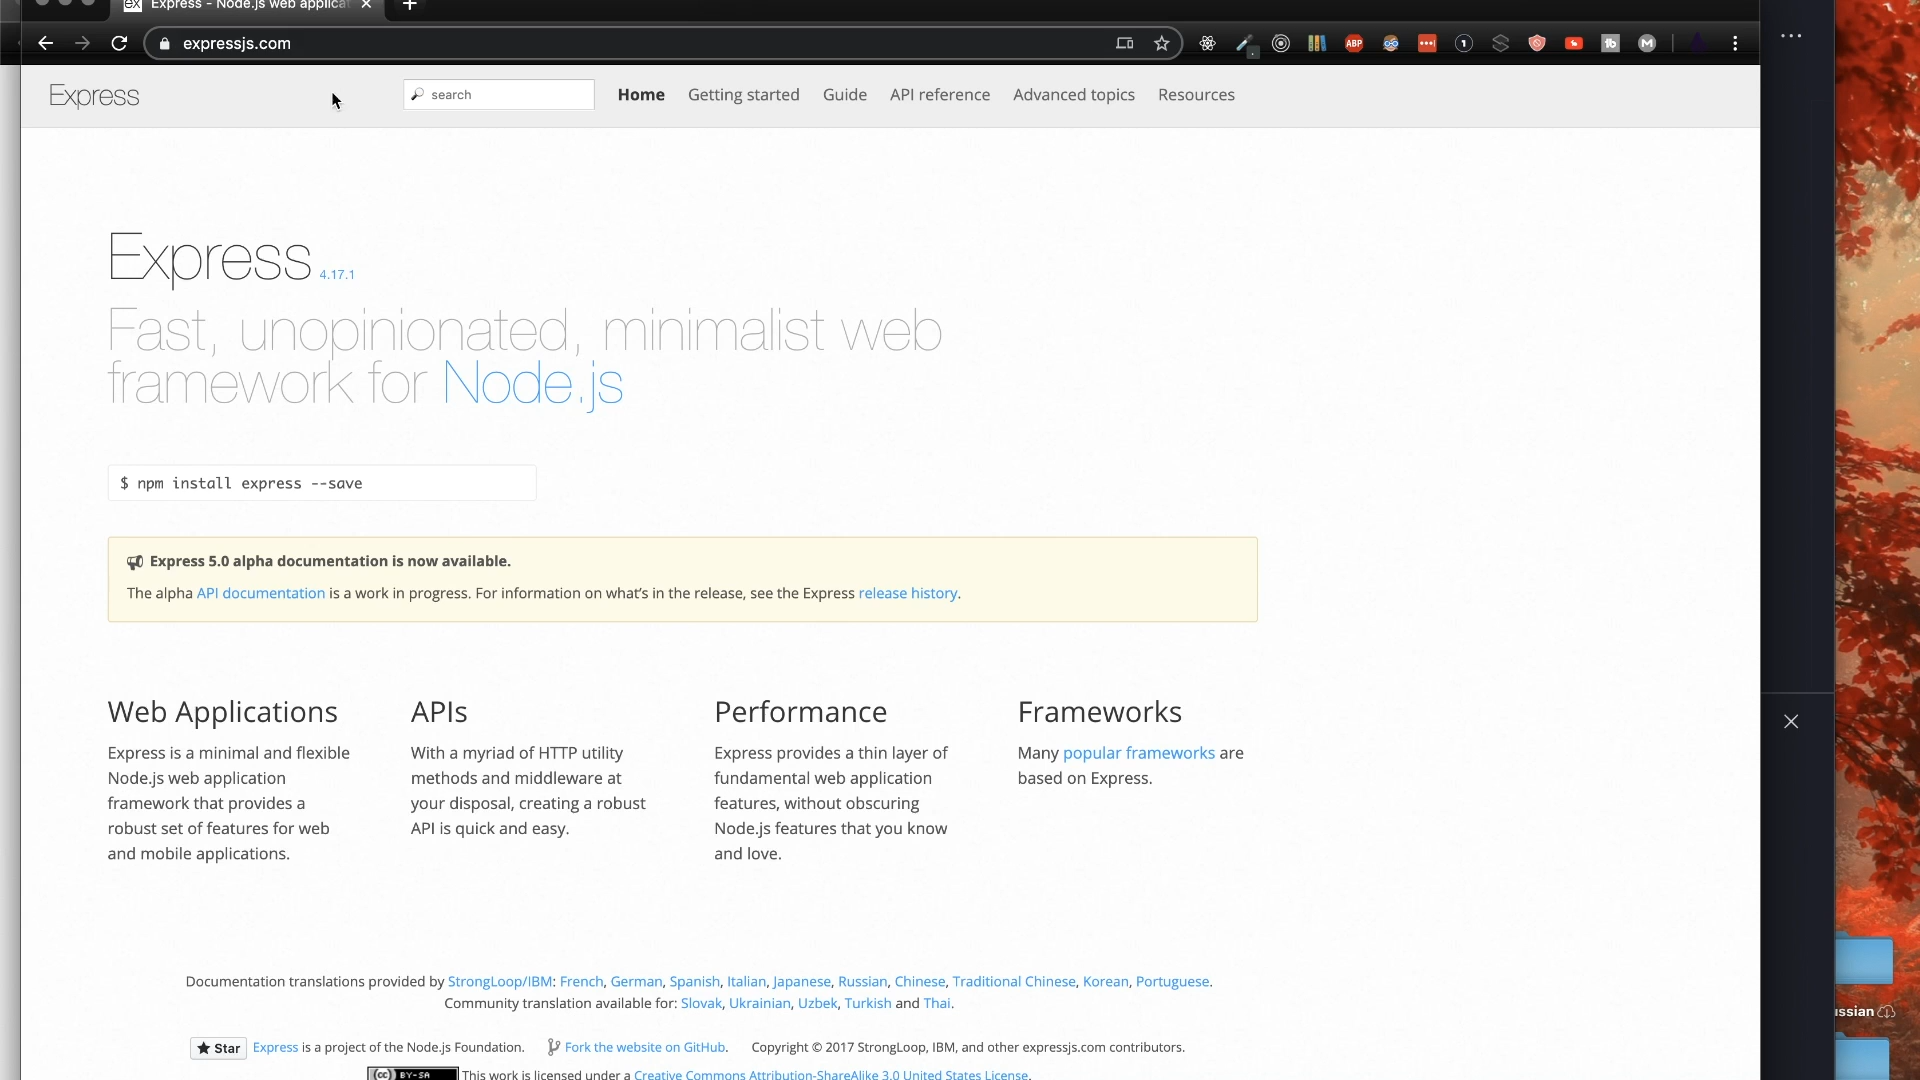 Express - Node.js web applicat
expressjs.com
ABP
Express
search
Home
Getting started
Guide
API reference
Advanced topics
Resources
Express 4.17.1
Fast, unopinionated, minimalist web
framework for Node.js
$ npm install express --save
Express 5.0 alpha documentation is now available.
The alpha API documentation is a work in progress. For information on what's in the release, see the Express release history.
Web Applications
Express is a minimal and flexible
Node.js web application
framework that provides a
robust set of features for web
and mobile applications.
APIs
With a myriad of HTTP utility
methods and middleware at
your disposal, creating a robust
API is quick and easy.
Performance
Express provides a thin layer of
fundamental web application
features, without obscuring
Node.js features that you know
and love.
Frameworks
Many popular frameworks are
based on Express.
Documentation translations provided by StrongLoop/IBM: French, German, Spanish, Italian, Japanese, Russian, Chinese, Traditional Chinese, Korean, Portuguese.
Community translation available for: Slovak, Ukrainian, Uzbek, Turkish and Thai.
Star Express is a project of the Node.js Foundation. Fork the website on GitHub. Copyright © 2017 StrongLoop, IBM, and other expressjs.com contributors.
(cc) BY-SA This work is licensed under a Creative Commons Attribution-ShareAlike 3.0 United States License.
ussian